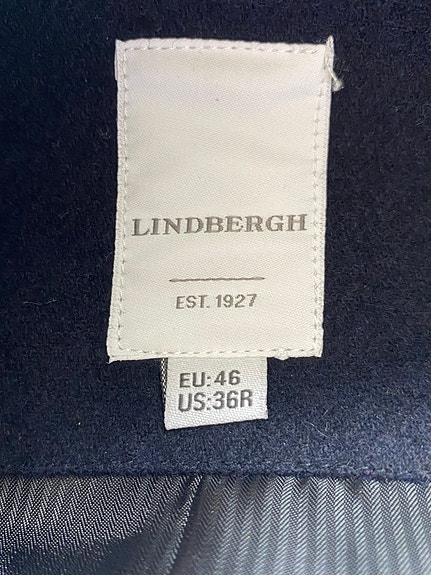 LINDBERGH
EST. 1927
EU:46
US:36R